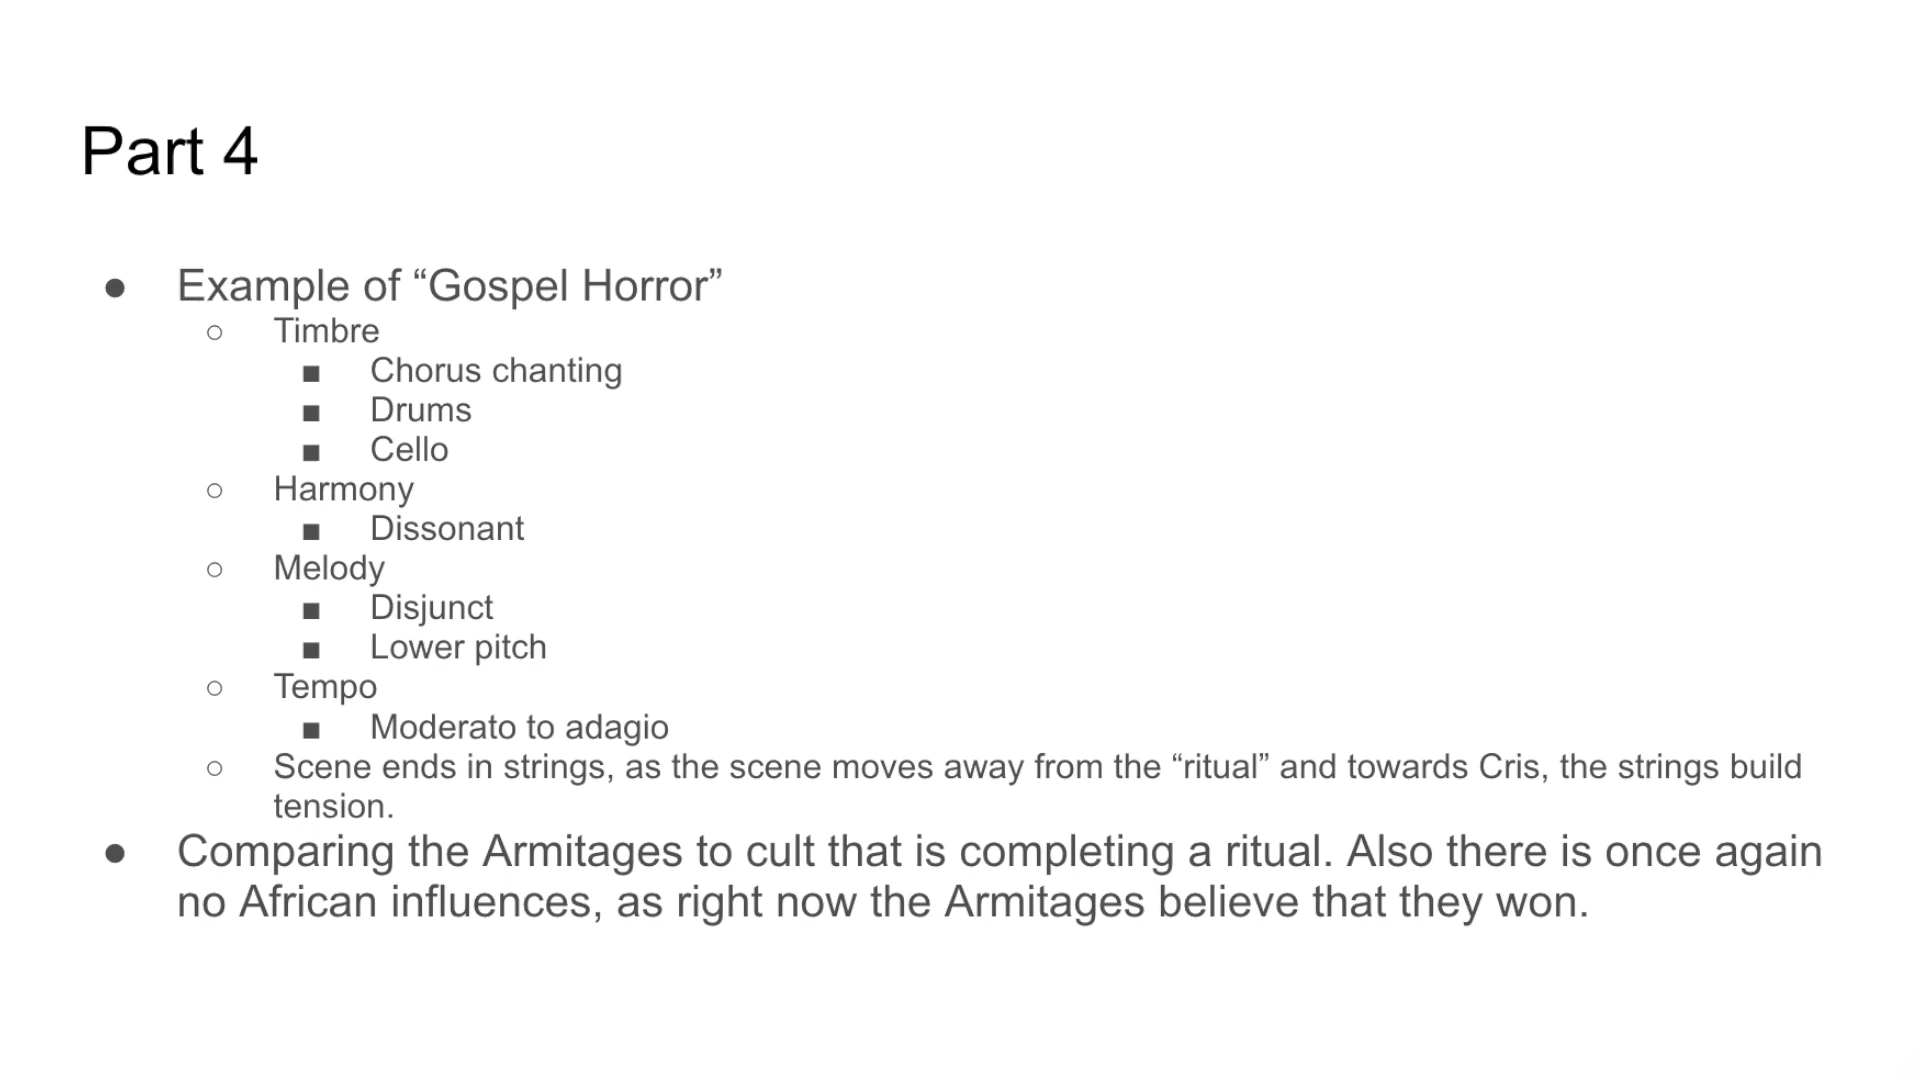 Part 4
● Example of “Gospel Horror”
○ Timbre
■ Chorus chanting
■ Drums
■ Cello
○ Harmony
■ Dissonant
○ Melody
■ Disjunct
■ Lower pitch
○ Tempo
■ Moderato to adagio
○ Scene ends in strings, as the scene moves away from the “ritual” and towards Cris, the strings build
tension.
● Comparing the Armitages to cult that is completing a ritual. Also there is once again
no African influences, as right now the Armitages believe that they won.